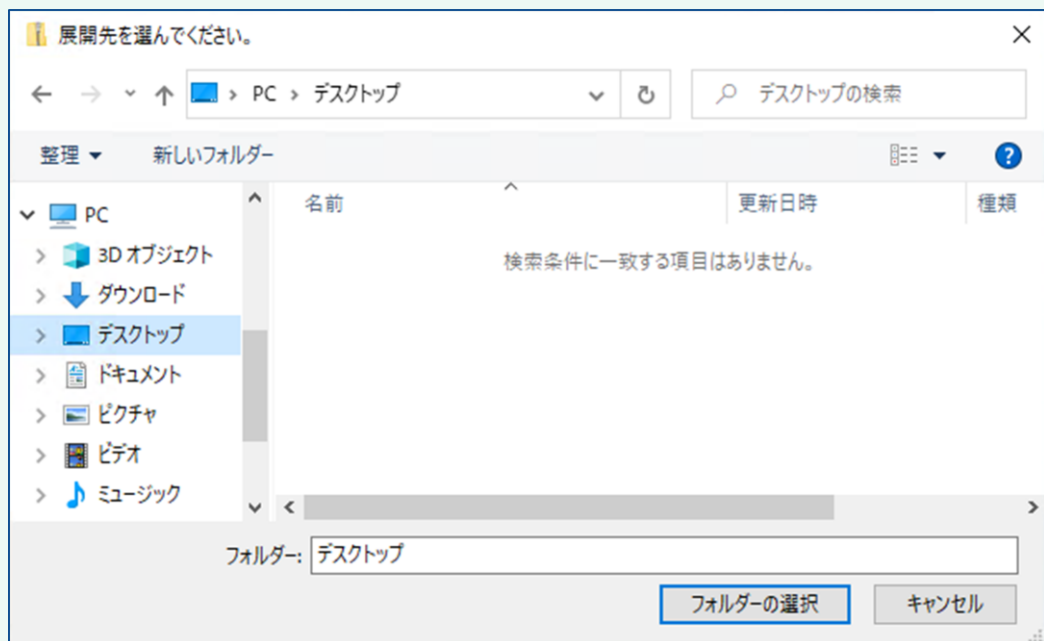 展開先を選んでください。
PC › デスクトップ
デスクトップの検索
整理
新しいフォルダー
?
名前
更新日時
種類
PC
3D オブジェクト
ダウンロード
デスクトップ
ドキュメント
ピクチャ
ビデオ
ミュージック
検索条件に一致する項目はありません。
フォルダー: デスクトップ
フォルダーの選択
キャンセル